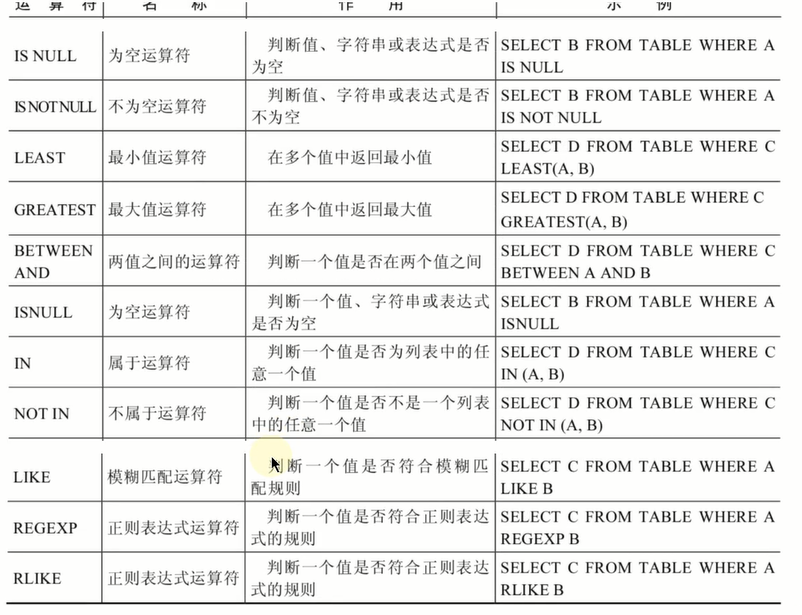 运 算 符 名 称 作 用 示 例
IS NULL 为空运算符 判断值、字符串或表达式是否 SELECT B FROM TABLE WHERE A
为空 IS NULL
IS NOT NULL 不为空运算符 判断值、字符串或表达式是否 SELECT B FROM TABLE WHERE A
不为空 IS NOT NULL
LEAST 最小值运算符 在多个值中返回最小值 SELECT D FROM TABLE WHERE C
LEAST(A, B)
GREATEST 最大值运算符 在多个值中返回最大值 SELECT D FROM TABLE WHERE C
GREATEST(A, B)
BETWEEN 两值之间的运算符 判断一个值是否在两个值之间 SELECT D FROM TABLE WHERE C
AND BETWEEN A AND B
ISNULL 为空运算符 判断一个值、字符串或表达式 SELECT B FROM TABLE WHERE A
是否为空 ISNULL
IN 属于运算符 判断一个值是否为列表中的任 SELECT D FROM TABLE WHERE C
意一个值 IN (A, B)
NOT IN 不属于运算符 判断一个值是否不是一个列表 SELECT D FROM TABLE WHERE C
中的任意一个值 NOT IN (A, B)
LIKE 模糊匹配运算符 判断一个值是否符合模糊匹 SELECT C FROM TABLE WHERE A
配规则 LIKE B
REGEXP 正则表达式运算符 判断一个值是否符合正则表达 SELECT C FROM TABLE WHERE A
式的规则 REGEXP B
RLIKE 正则表达式运算符 判断一个值是否符合正则表达 SELECT C FROM TABLE WHERE A
式的规则 RLIKE B